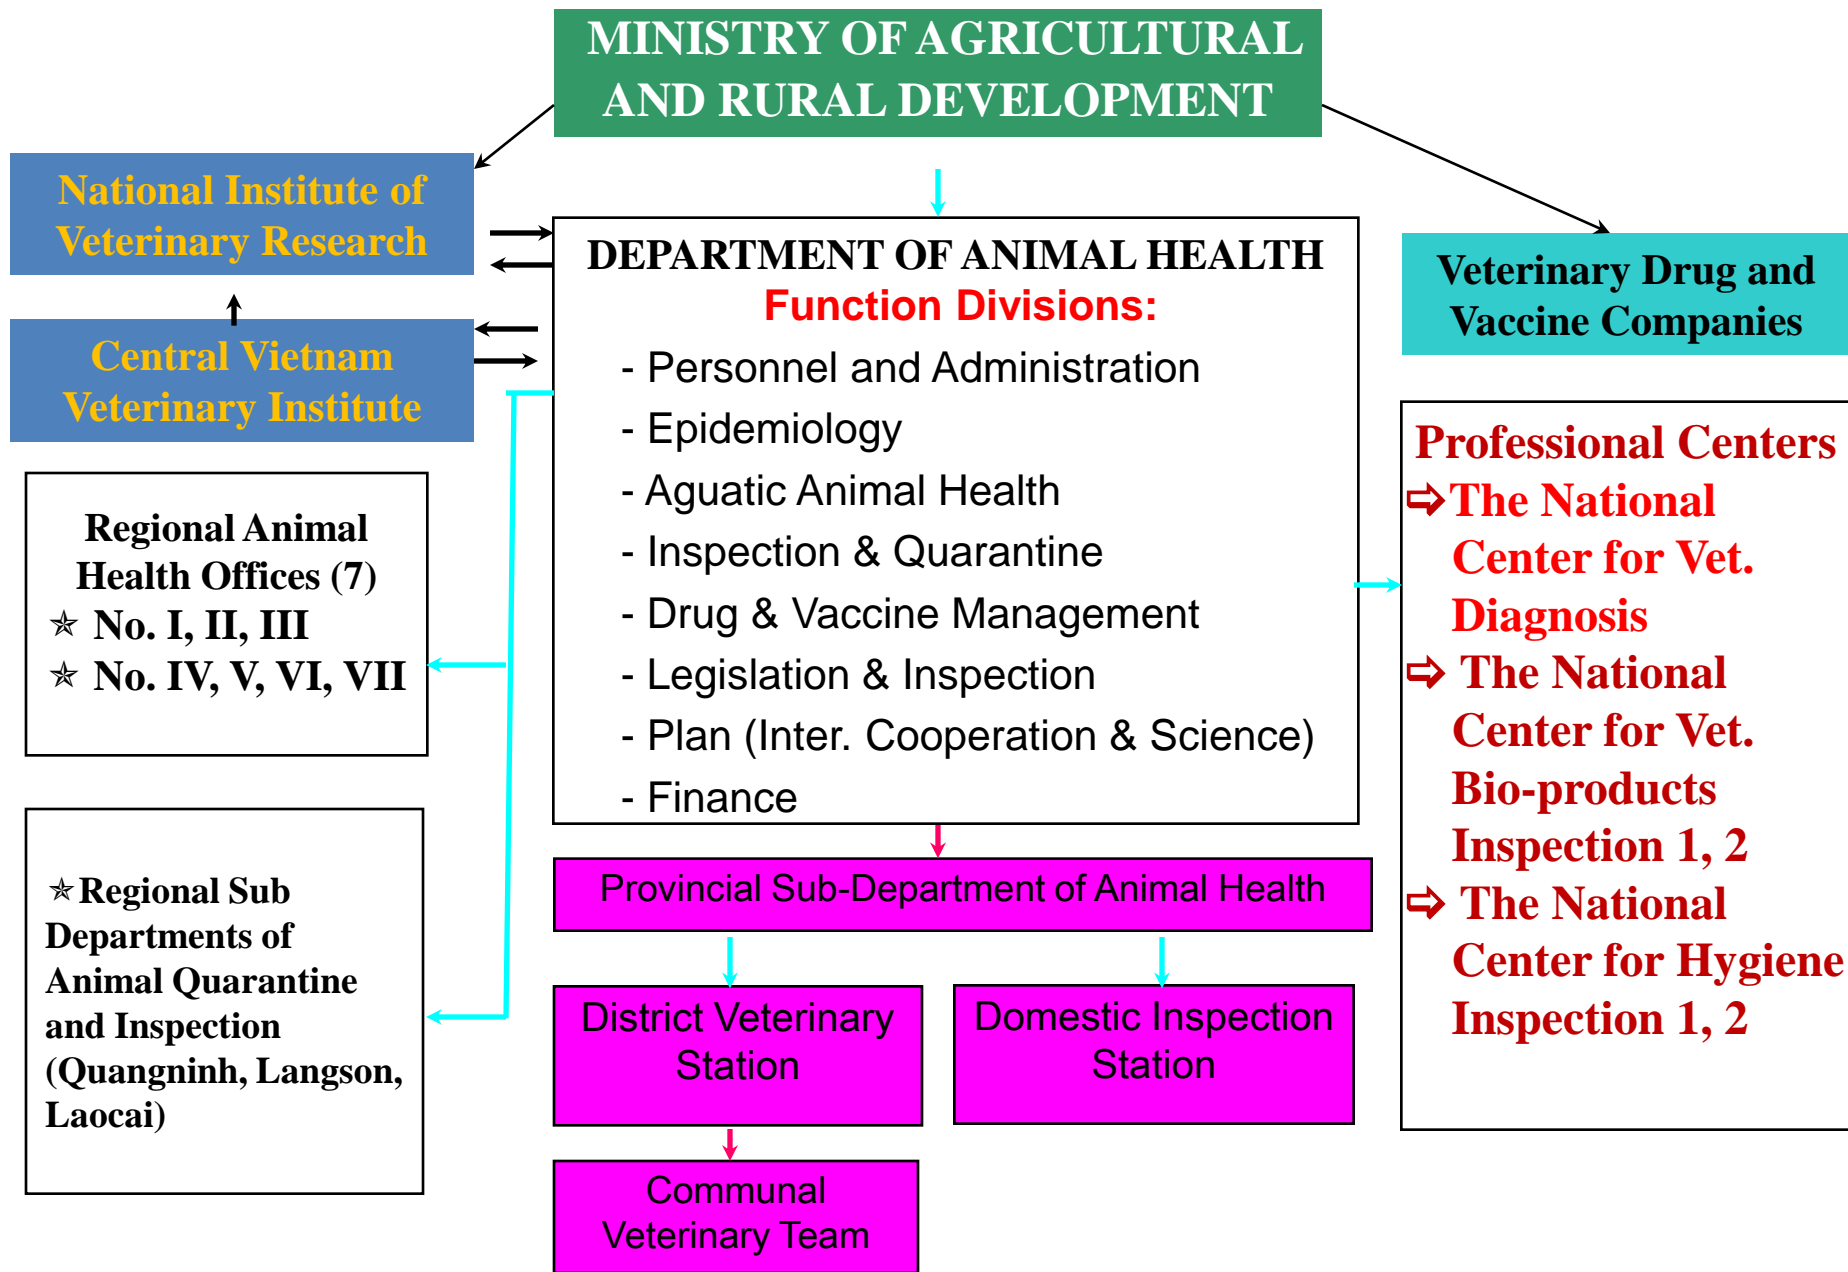 MINISTRY OF AGRICULTURAL
AND RURAL DEVELOPMENT
National Institute of
Veterinary Research
Central Vietnam
Veterinary Institute
DEPARTMENT OF ANIMAL HEALTH
Function Divisions:
- Personnel and Administration
- Epidemiology
- Aguatic Animal Health
- Inspection & Quarantine
- Drug & Vaccine Management
- Legislation & Inspection
- Plan (Inter. Cooperation & Science)
- Finance
Veterinary Drug and
Vaccine Companies
Regional Animal
Health Offices (7)
✯ No. I, II, III
✯ No. IV, V, VI, VII
✯Regional Sub
Departments of
Animal Quarantine
and Inspection
(Quangninh, Langson,
Laocai)
Professional Centers
⇨The National
Center for Vet.
Diagnosis
⇨ The National
Center for Vet.
Bio-products
Inspection 1, 2
⇨ The National
Center for Hygiene
Inspection 1, 2
Provincial Sub-Department of Animal Health
District Veterinary
Station
Domestic Inspection
Station
Communal
Veterinary Team